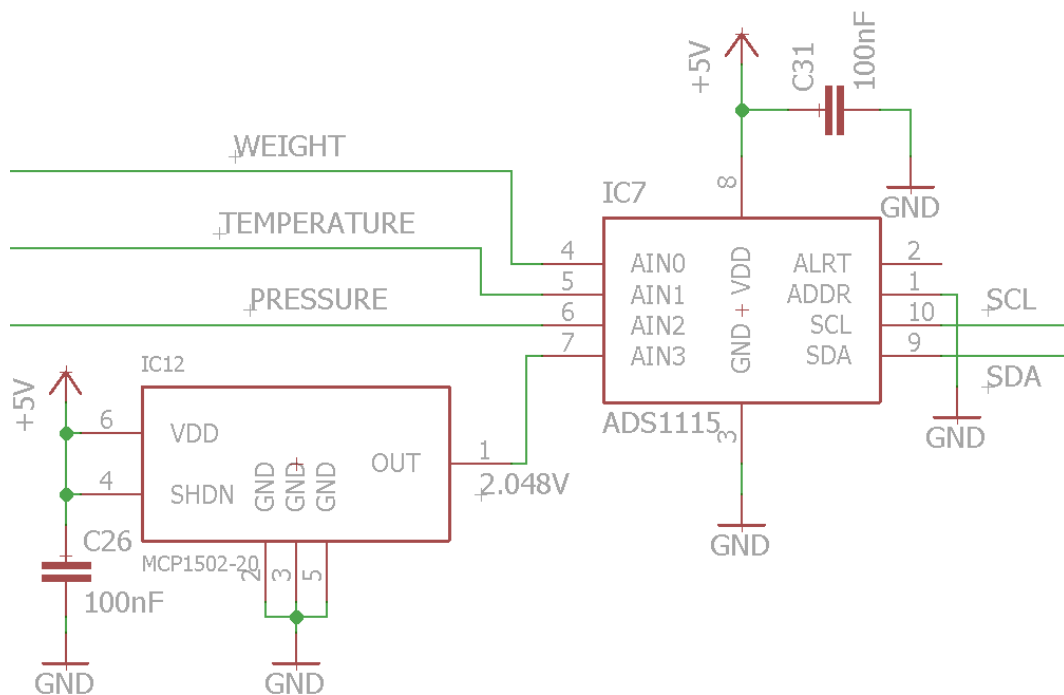 +5V
C31
100nF
GND
WEIGHT
TEMPERATURE
PRESSURE
IC7
8
4
5
6
7
AIN0
AIN1
AIN2
AIN3
VDD
GND
ALRT
ADDR
SCL
SDA
2
1
10
9
SCL
SDA
GND
ADS1115
3
GND
+5V
IC12
6
4
VDD
SHDN
GND
GND
GND
OUT
1
2.048V
MCP1502-20
2
3
5
C26
100nF
GND
GND